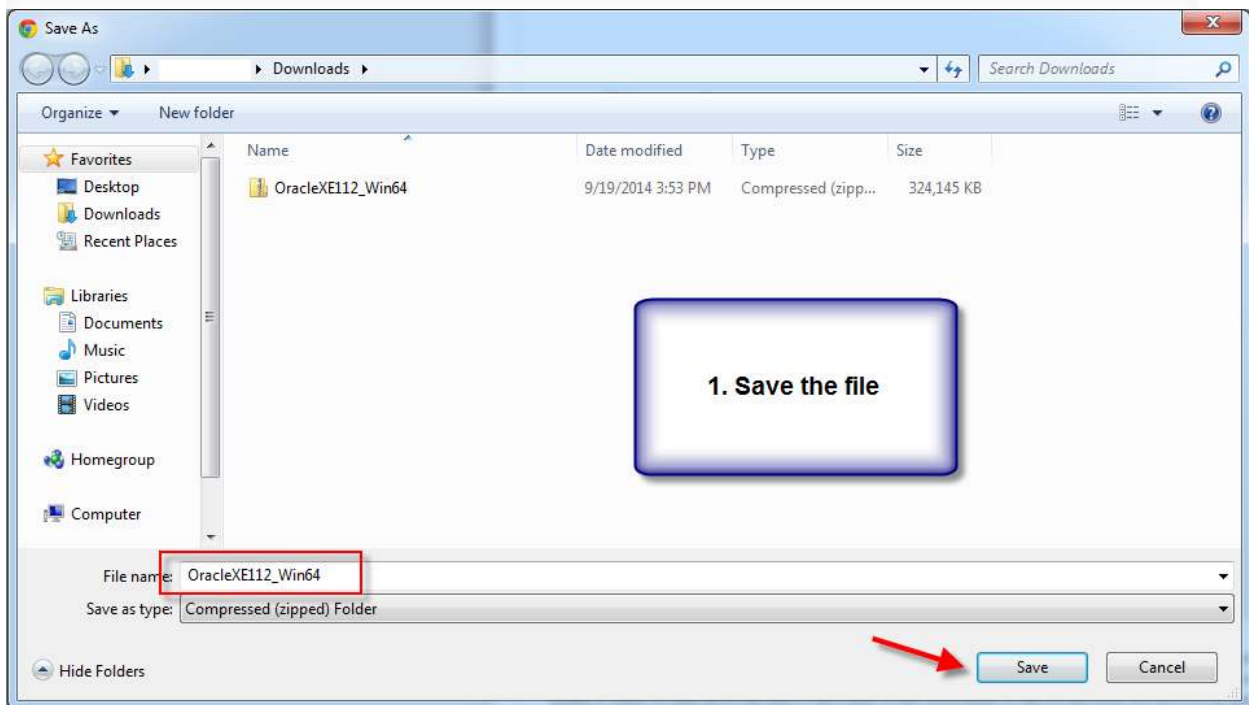 Save As
Downloads
Search Downloads
Organize
New folder
Name
Date modified
Type
Size
Favorites
Desktop
Downloads
Recent Places
Libraries
Documents
Music
Pictures
Videos
Homegroup
Computer
OracleXE112_Win64 9/19/2014 3:53 PM Compressed (zipp... 324,145 KB
1. Save the file
File name: OracleXE112_Win64
Save as type: Compressed (zipped) Folder
Hide Folders
Save
Cancel